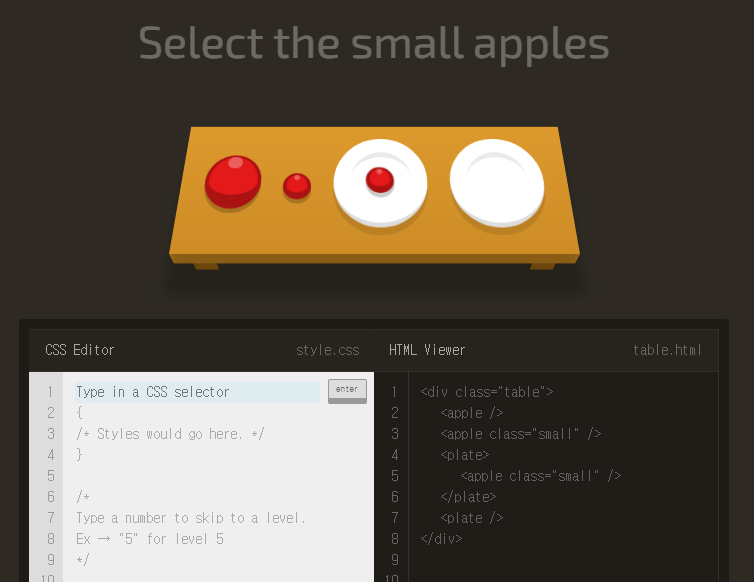 Select the small apples
CSS Editor style.css
1 Type in a CSS selector enter
2 {
3 /* Styles would go here. */
4 }
5
6 /*
7 Type a number to skip to a level.
8 Ex → "5" for level 5
9 */
10
HTML Viewer table.html
1 <div class="table">
2 <apple />
3 <apple class="small" />
4 <plate>
5 <apple class="small" />
6 </plate>
7 <plate />
8 </div>
9
10